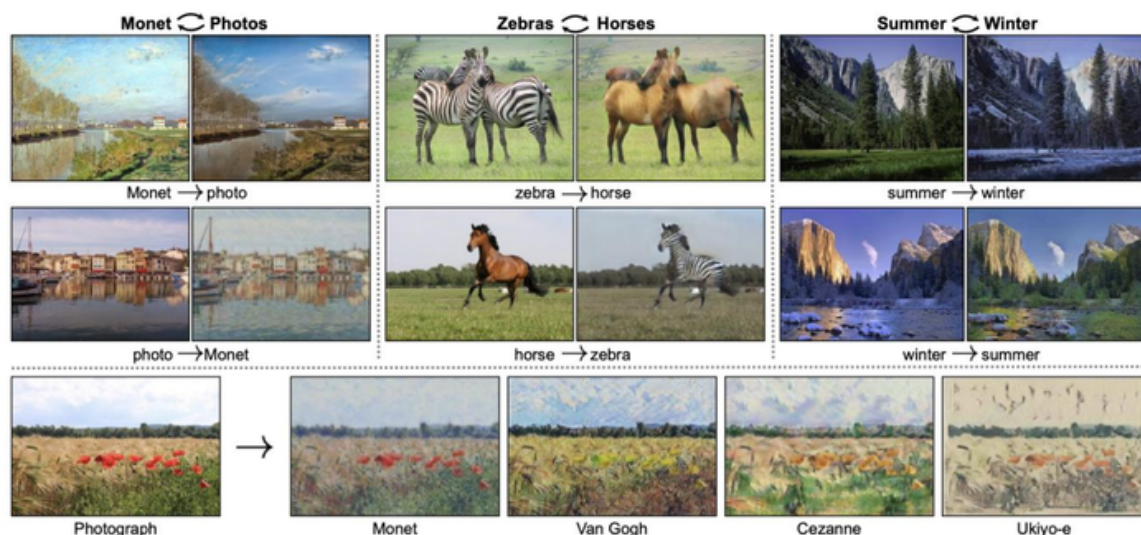 Monet Photos
Zebras Horses
Summer Winter
Monet → photo
zebra → horse
summer → winter
photo → Monet
horse → zebra
winter → summer
Photograph
Monet
Van Gogh
Cezanne
Ukiyo-e